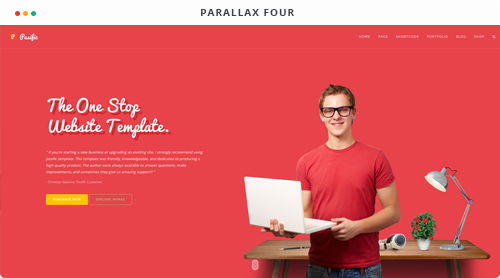 PARALLAX FOUR
Pacific
HOME PAGE SHORTCODES PORTFOLIO BLOG SHOP
The One Stop
Website Template.
" If you're starting a new business or upgrading an existing site, I strongly recommend using
pacific template. This template was friendly, knowledgeable, and dedicated to producing a
high-quality product. The author were always available to answer questions, make
improvements, and sometimes they give us amazing support!!! "
Pacific Customer
PURCHASE NOW